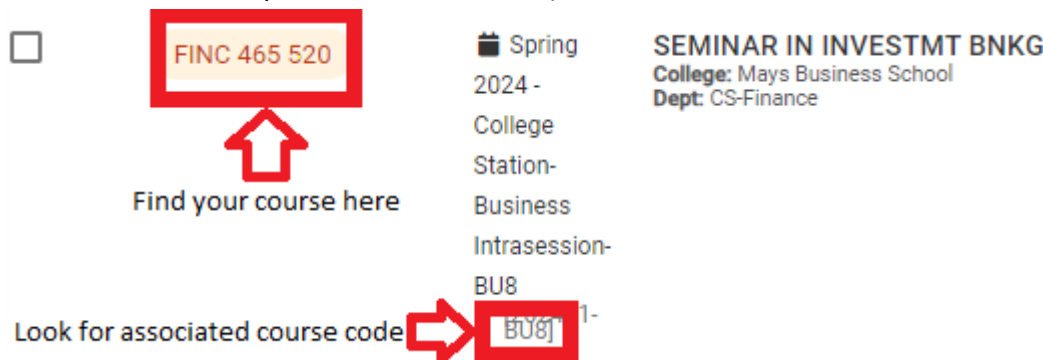 FINC 465 520
Spring
2024 -
College
Station-
Business
Intrasession-
BU8
1-
BU8]
SEMINAR IN INVESTMT BNKG
College: Mays Business School
Dept: CS-Finance
Find your course here
Look for associated course code